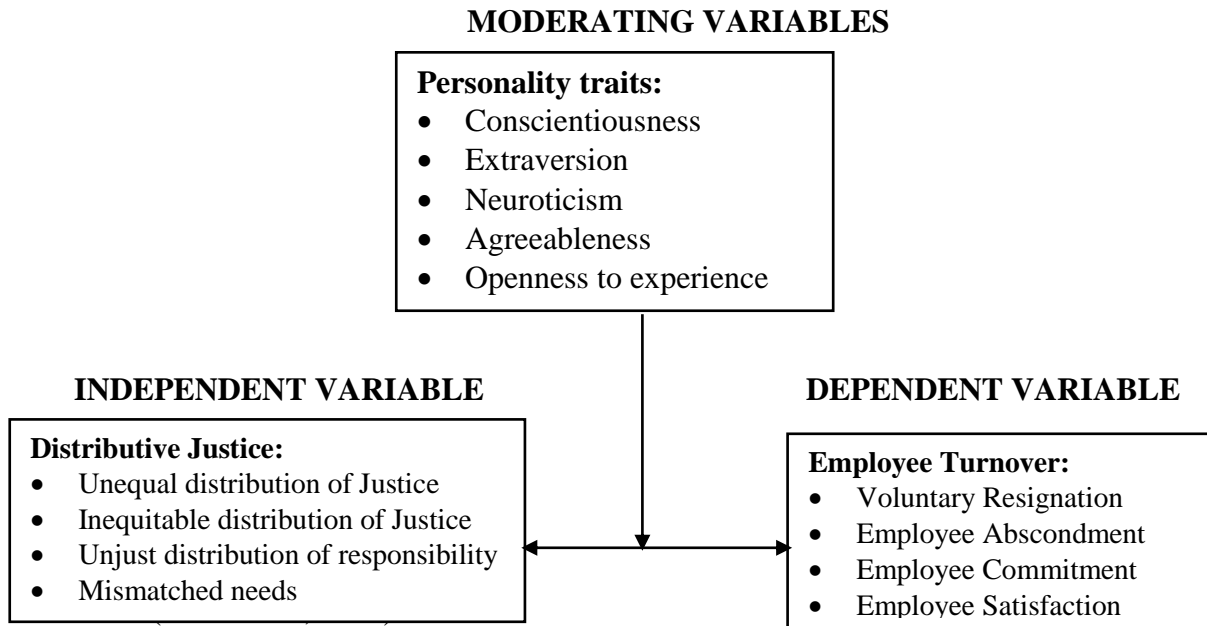 MODERATING VARIABLES
Personality traits:
• Conscientiousness
• Extraversion
• Neuroticism
• Agreeableness
• Openness to experience
INDEPENDENT VARIABLE
Distributive Justice:
• Unequal distribution of Justice
• Inequitable distribution of Justice
• Unjust distribution of responsibility
• Mismatched needs
DEPENDENT VARIABLE
Employee Turnover:
• Voluntary Resignation
• Employee Abscondment
• Employee Commitment
• Employee Satisfaction